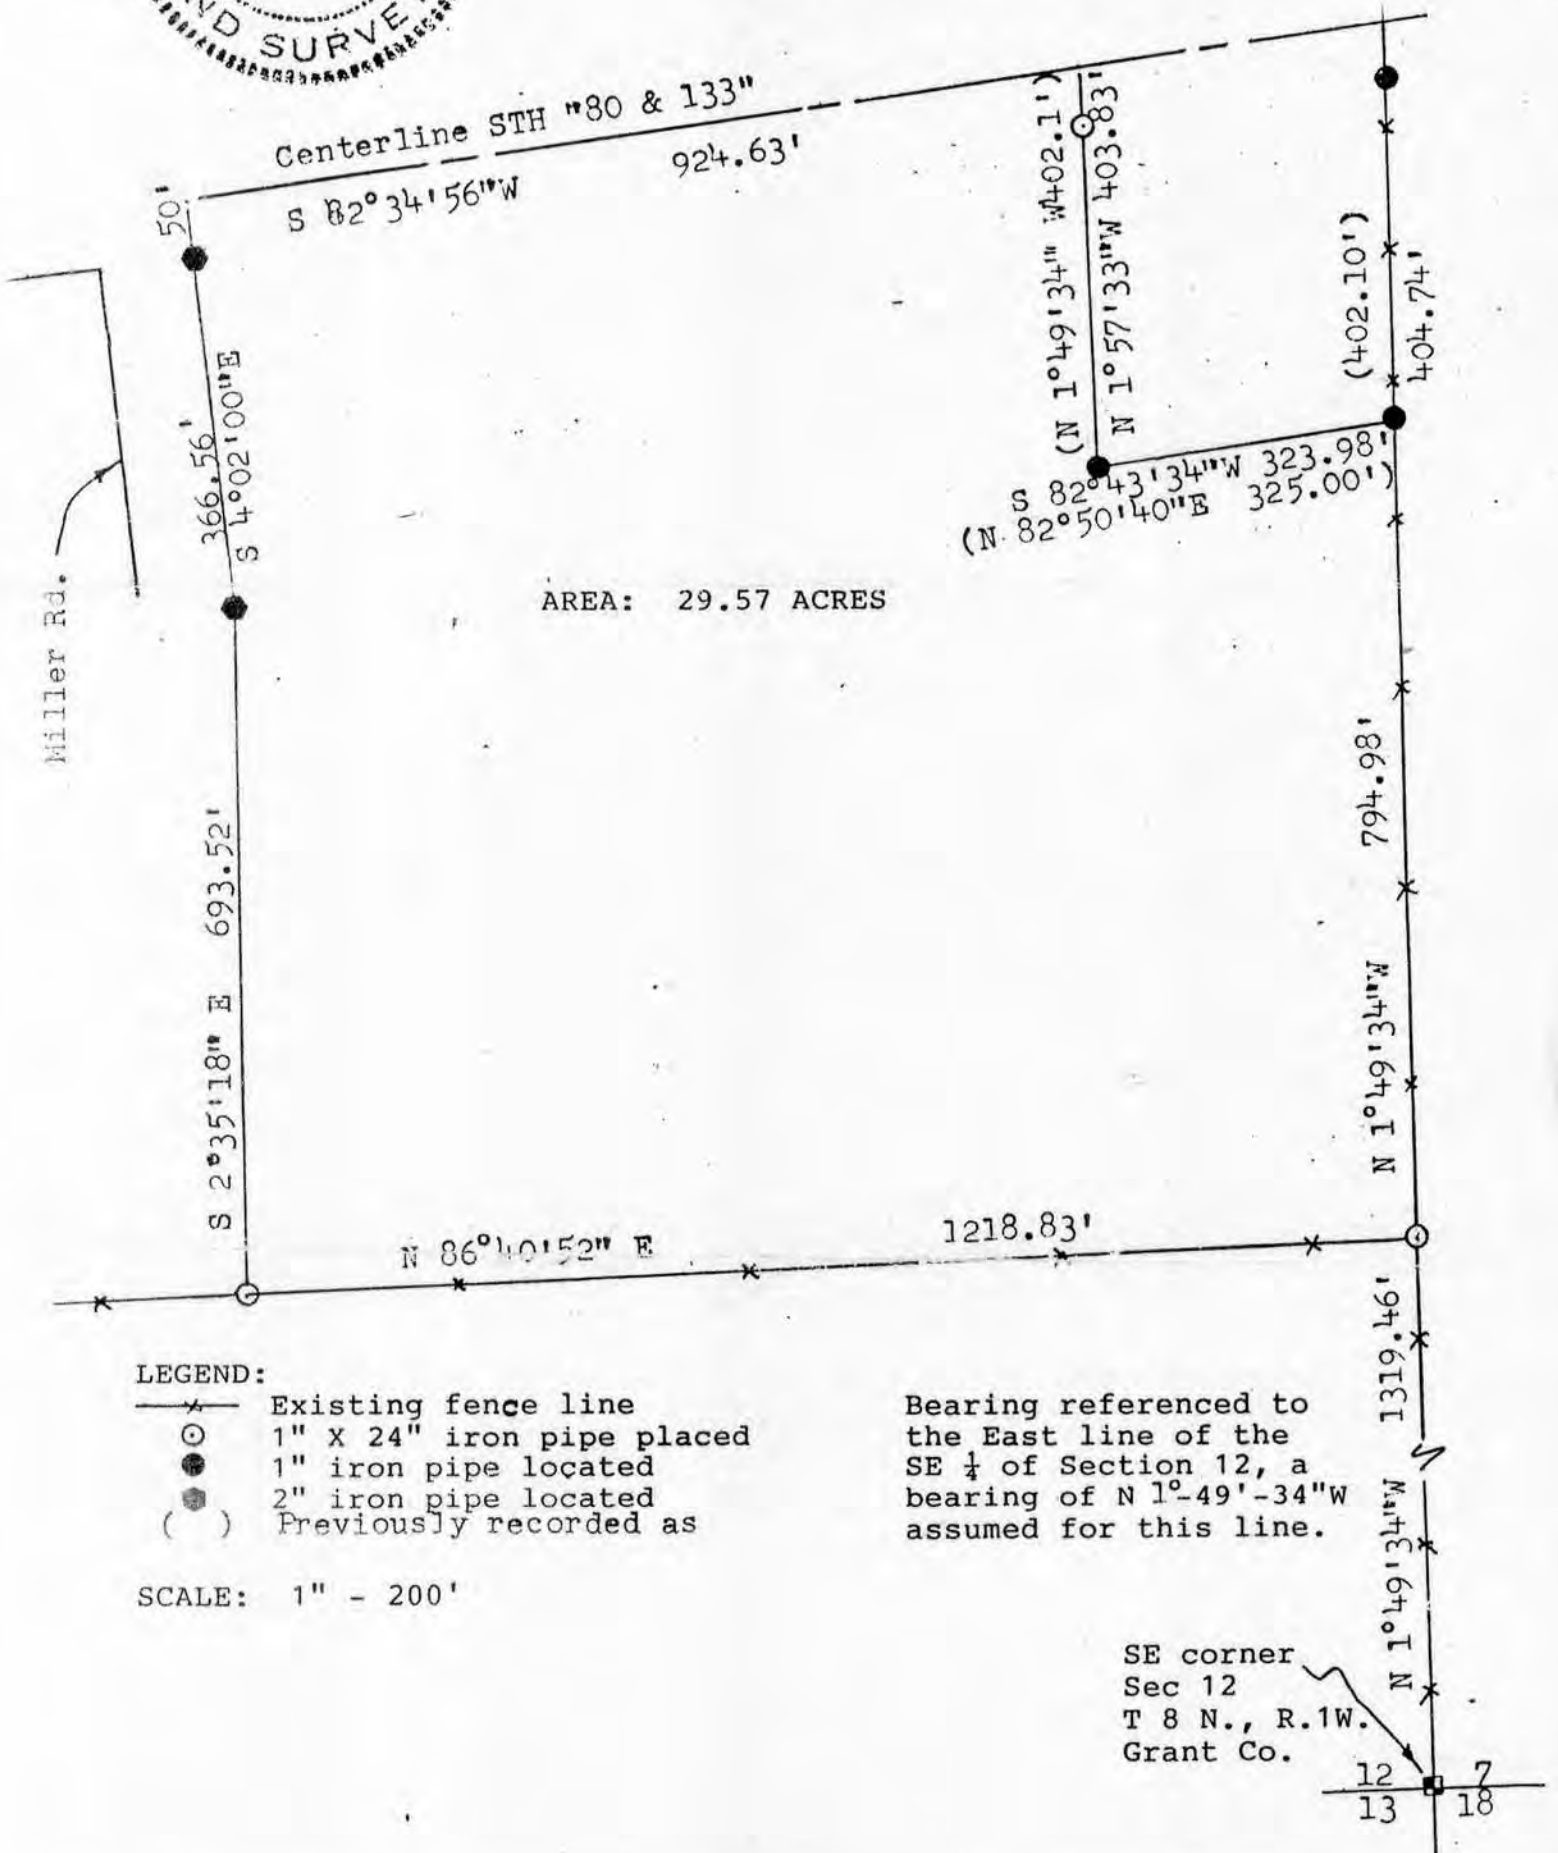 ND SURVE
Centerline STH "80 & 133"
S 82°34'56"W 924.63'
50'
(N 1°49'34" W402.1')
N 1°57'33"W 403.83'
(402.10')
404.74'
366.56'
S 4°02'00"E
S 82°43'34"W 323.98'
(N 82°50'40"E 325.00')
Miller Rd.
AREA: 29.57 ACRES
S 2°35'18" E 693.52'
N 1°49'34"W 794.98'
N 86°40'52" E 1218.83'
LEGEND:
Existing fence line
1" X 24" iron pipe placed
1" iron pipe located
2" iron pipe located
( ) Previously recorded as
SCALE: 1" - 200'
Bearing referenced to
the East line of the
SE ¼ of Section 12, a
bearing of N 1°-49'-34"W
assumed for this line.
N 1°49'34"W 1319.46'
SE corner
Sec 12
T 8 N., R.1W.
Grant Co.
12 7
13 18